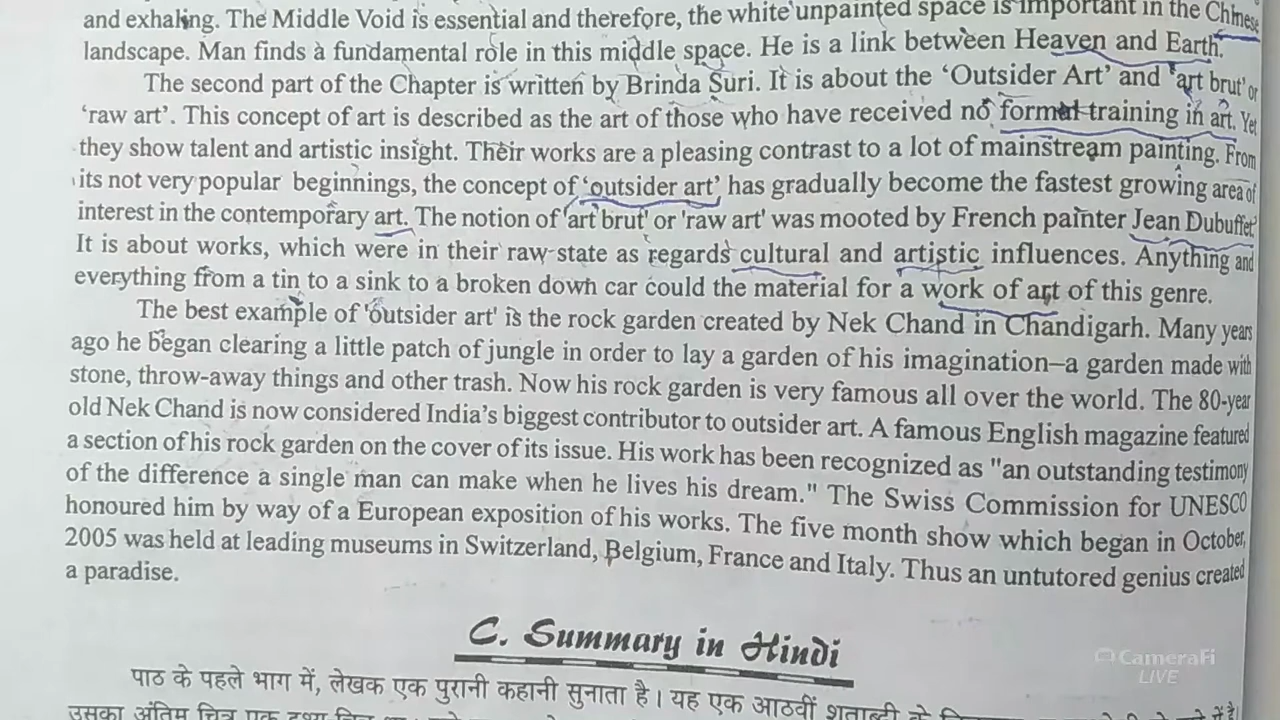 and exhaling. The Middle Void is essential and therefore, the white unpainted space is important in the Chinese
landscape. Man finds a fundamental role in this middle space. He is a link between Heaven and Earth.
The second part of the Chapter is written by Brinda Suri. It is about the ‘Outsider Art’ and ‘art brut’ or
‘raw art’. This concept of art is described as the art of those who have received no formal training in art. Yet
they show talent and artistic insight. Their works are a pleasing contrast to a lot of mainstream painting. From
its not very popular beginnings, the concept of ‘outsider art’ has gradually become the fastest growing area of
interest in the contemporary art. The notion of 'art brut' or 'raw art' was mooted by French painter Jean Dubuffet.
It is about works, which were in their raw-state as regards cultural and artistic influences. Anything and
everything from a tin to a sink to a broken down car could the material for a work of art of this genre.
The best example of 'outsider art' is the rock garden created by Nek Chand in Chandigarh. Many years
ago he began clearing a little patch of jungle in order to lay a garden of his imagination–a garden made with
stone, throw-away things and other trash. Now his rock garden is very famous all over the world. The 80-year
old Nek Chand is now considered India’s biggest contributor to outsider art. A famous English magazine featured
a section of his rock garden on the cover of its issue. His work has been recognized as "an outstanding testimony
of the difference a single man can make when he lives his dream." The Swiss Commission for UNESCO
honoured him by way of a European exposition of his works. The five month show which began in October,
2005 was held at leading museums in Switzerland, Belgium, France and Italy. Thus an untutored genius created
a paradise.
C. Summary in Hindi
पाठ के पहले भाग में, लेखक एक पुरानी कहानी सुनाता है। यह एक आठवीं शताब्दी के
उसका अंतिम चित्र एक
CameraFi
LIVE